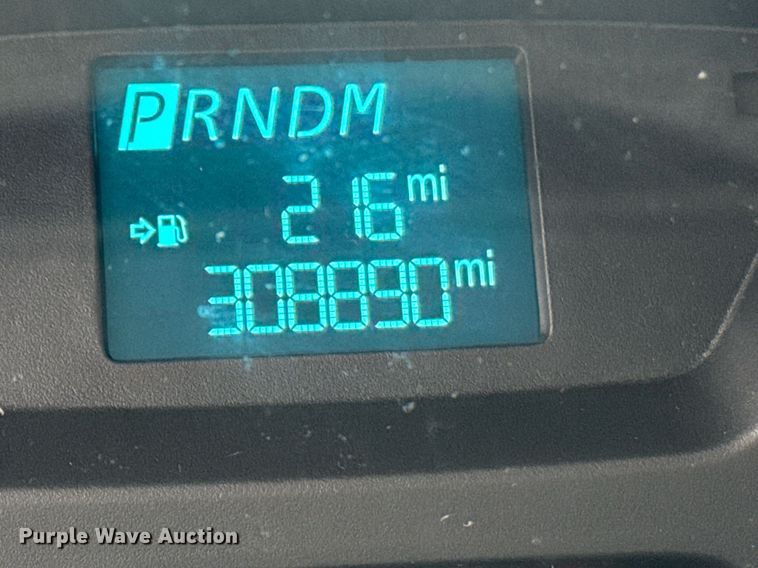 PRNDM
216 mi
308890 mi
Purple Wave Auction